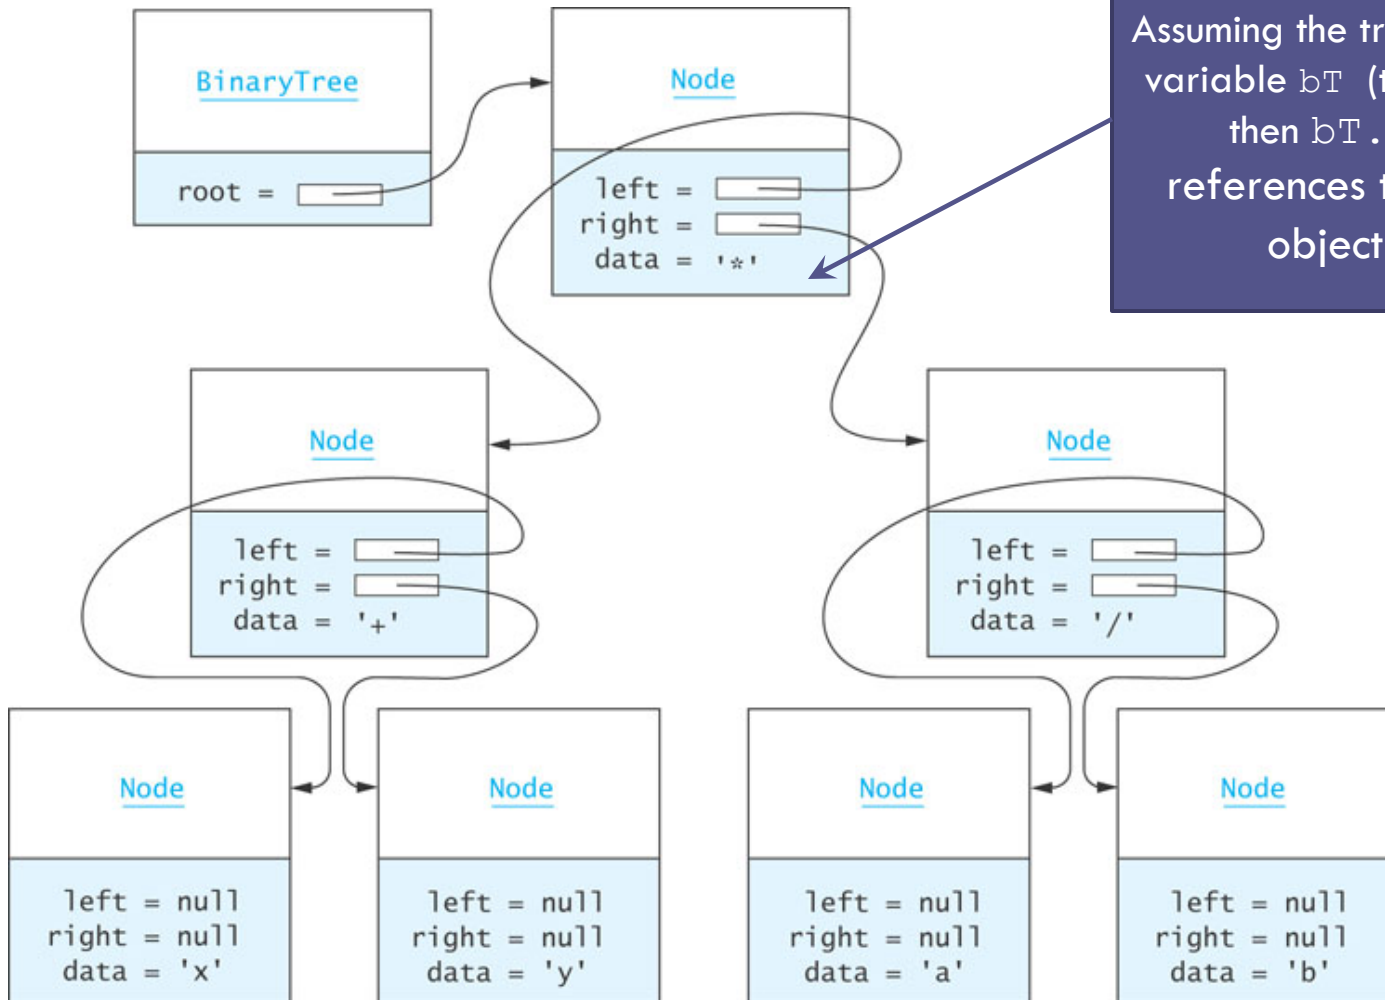 BinaryTree
root =
Node
left =
right =
data = '*'
Assuming the
variable bT
then bT.
references
object
Node
left =
right =
data = '+'
Node
left =
right =
data = '/'
Node
left = null
right = null
data = 'x'
Node
left = null
right = null
data = 'y'
Node
left = null
right = null
data = 'a'
Node
left = null
right = null
data = 'b'